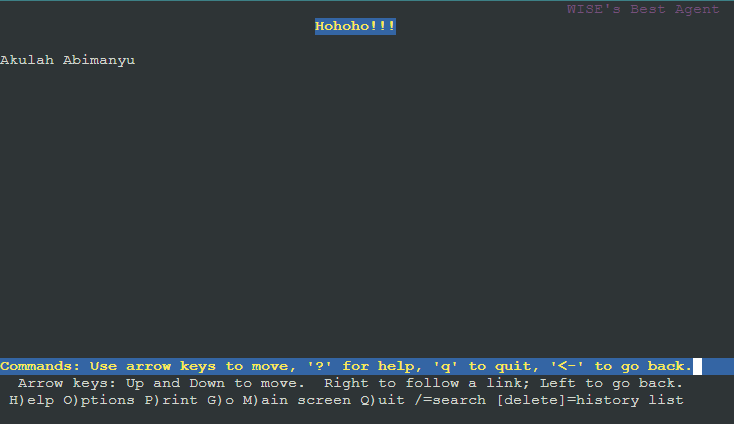 WISE's Best Agent
Hohoho!!!
Akulah Abimanyu
Commands: Use arrow keys to move, '?' for help, 'q' to quit, '<-' to go back.
Arrow keys: Up and Down to move.  Right to follow a link; Left to go back.
H)elp O)ptions P)rint G)o M)ain screen Q)uit /=search [delete]=history list